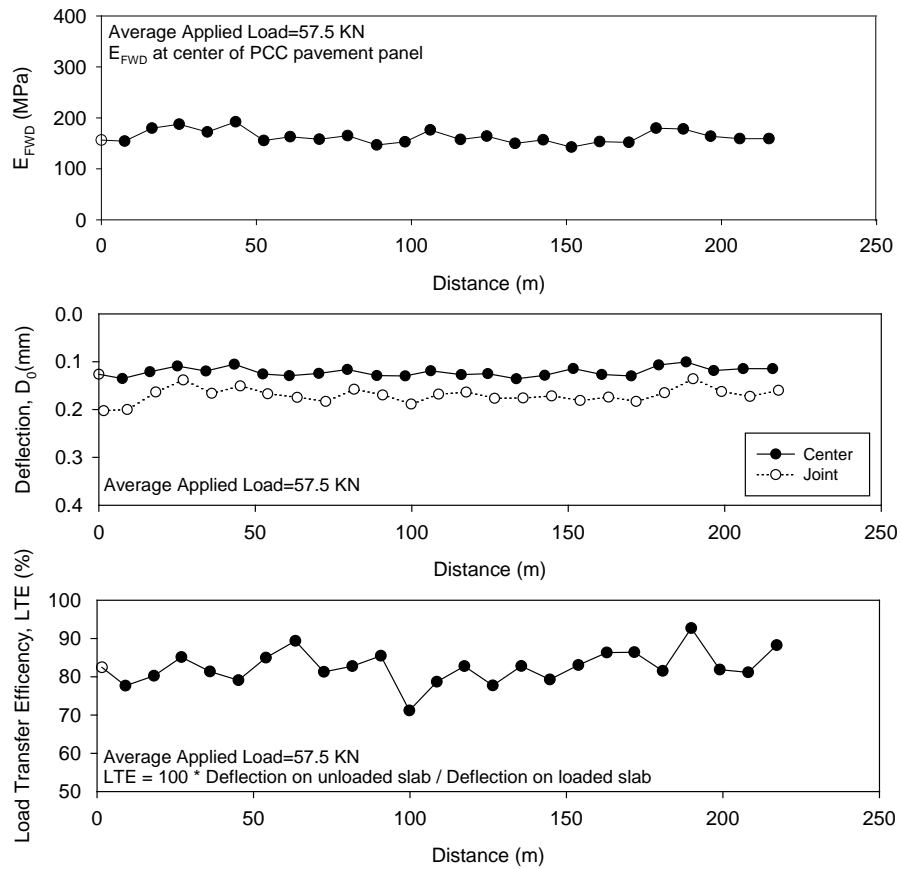 400
300
200
100
0
E_FWD (MPa)
Average Applied Load=57.5 KN
E_FWD at center of PCC pavement panel
0 50 100 150 200 250
Distance (m)
0.0
0.1
0.2
0.3
0.4
Deflection, D_0(mm)
Average Applied Load=57.5 KN
Center
Joint
0 50 100 150 200 250
Distance (m)
100
90
80
70
60
50
Load Transfer Efficency, LTE (%)
Average Applied Load=57.5 KN
LTE = 100 * Deflection on unloaded slab / Deflection on loaded slab
0 50 100 150 200 250
Distance (m)